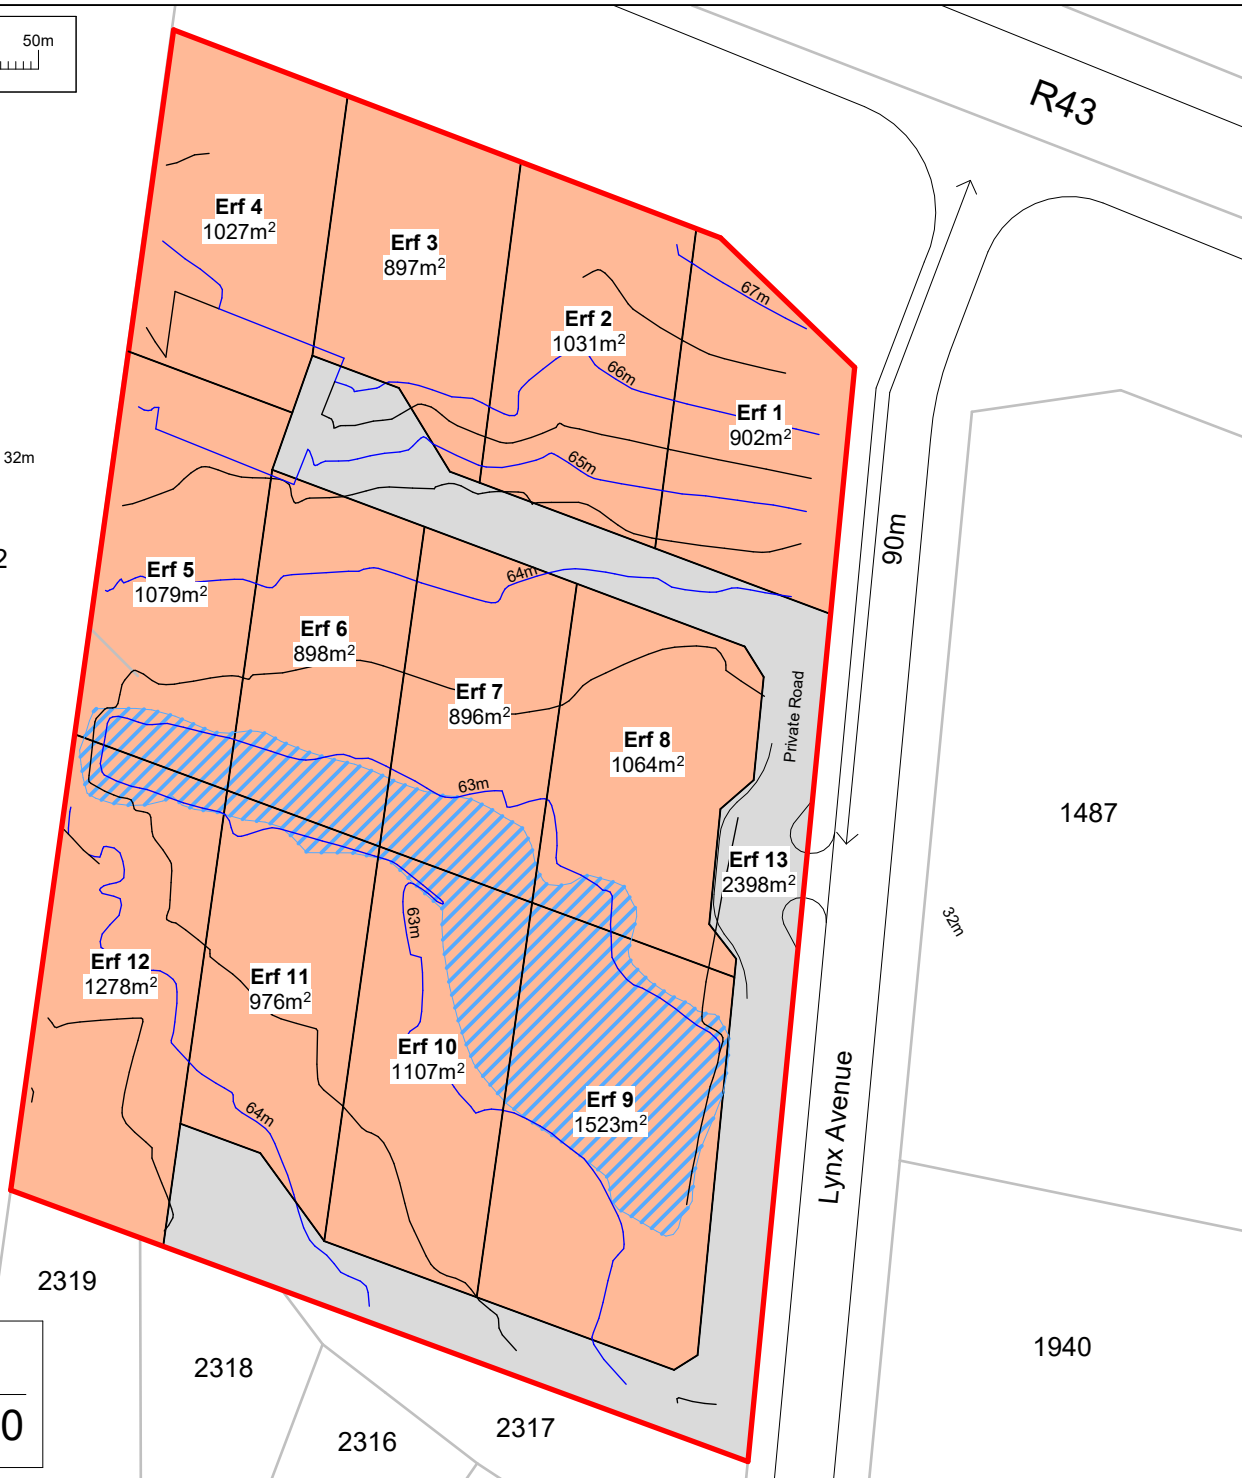 50m
R43
Erf 4
1027m²
Erf 3
897m²
67m
Erf 2
1031m²
66m
Erf 1
902m²
65m
32m
90m
2
Erf 5
1079m²
64m
Erf 6
898m²
Erf 7
896m²
Private Road
Erf 8
1064m²
63m
1487
Erf 13
2398m²
63m
32m
Erf 12
1278m²
Erf 11
976m²
Erf 10
1107m²
Erf 9
1523m²
64m
Lynx Avenue
2319
2318
1940
0
2316
2317